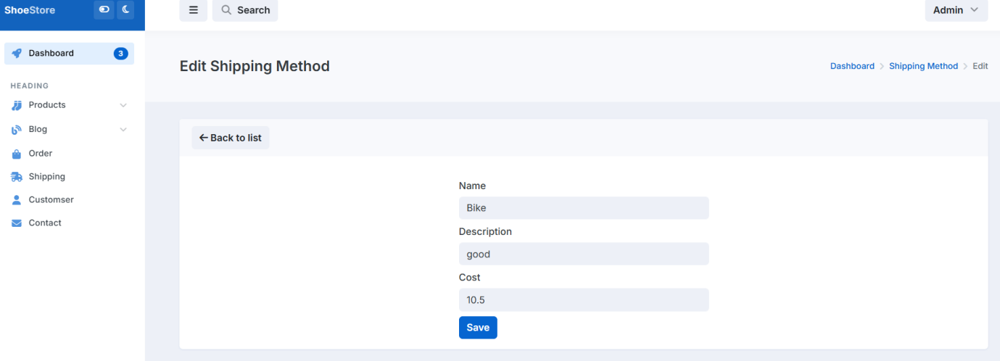 ShoeStore
Search
Admin
Dashboard 3
Edit Shipping Method
Dashboard > Shipping Method > Edit
HEADING
Products
Blog
Order
Shipping
Customser
Contact
← Back to list
Name
Bike
Description
good
Cost
10.5
Save